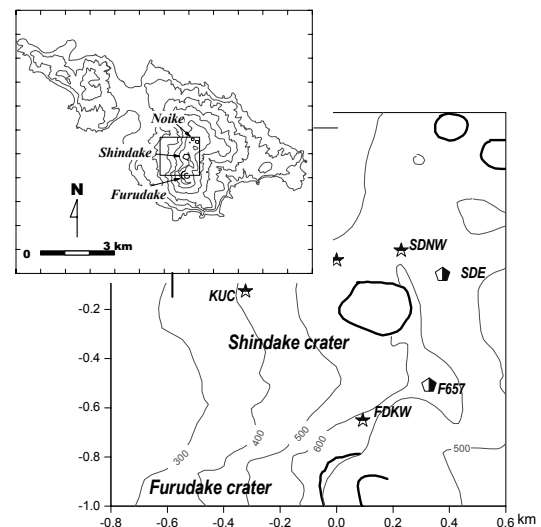 Noike
Shindake
Furudake
N
0 3 km
SDNW
SDE
KUC
-0.2
Shindake crater
-0.4
F657
-0.6
FDKW
300
400
500
600
500
-0.8
Furudake crater
-1.0
-0.8 -0.6 -0.4 -0.2 0.0 0.2 0.4 0.6 km